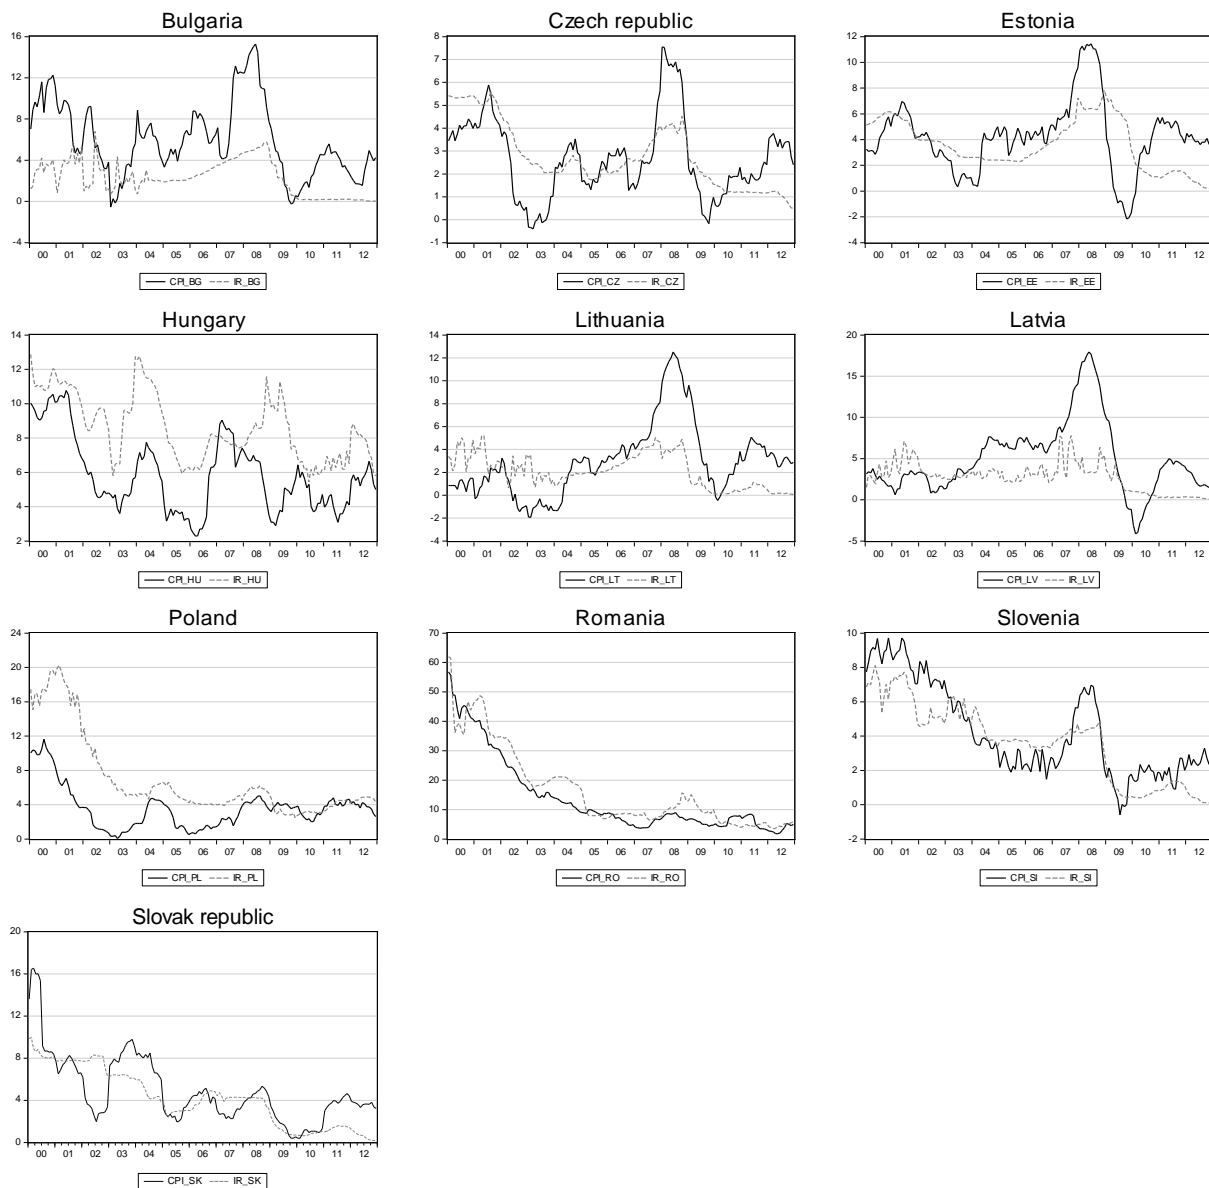 Bulgaria
16
12
8
4
0
-4
00 01 02 03 04 05 06 07 08 09 10 11 12
CPI_BG IR_BG
Czech republic
8
7
6
5
4
3
2
1
0
-1
00 01 02 03 04 05 06 07 08 09 10 11 12
CPI_CZ IR_CZ
Estonia
12
10
8
6
4
2
0
-2
-4
00 01 02 03 04 05 06 07 08 09 10 11 12
CPI_EE IR_EE
Hungary
14
12
10
8
6
4
2
00 01 02 03 04 05 06 07 08 09 10 11 12
CPI_HU IR_HU
Lithuania
14
12
10
8
6
4
2
0
-2
-4
00 01 02 03 04 05 06 07 08 09 10 11 12
CPI_LT IR_LT
Latvia
20
15
10
5
0
-5
00 01 02 03 04 05 06 07 08 09 10 11 12
CPI_LV IR_LV
Poland
24
20
16
12
8
4
0
00 01 02 03 04 05 06 07 08 09 10 11 12
CPI_PL IR_PL
Romania
70
60
50
40
30
20
10
0
00 01 02 03 04 05 06 07 08 09 10 11 12
CPI_RO IR_RO
Slovenia
10
8
6
4
2
0
-2
00 01 02 03 04 05 06 07 08 09 10 11 12
CPI_SI IR_SI
Slovak republic
20
16
12
8
4
0
00 01 02 03 04 05 06 07 08 09 10 11 12
CPI_SK IR_SK